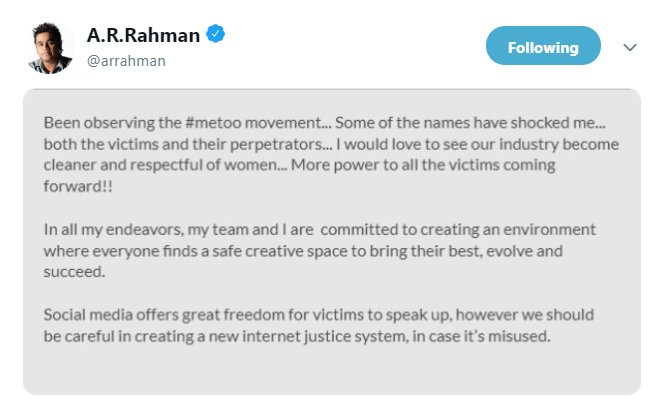 A.R.Rahman
@arrahman
Following
Been observing the #metoo movement... Some of the names have shocked me...
both the victims and their perpetrators... I would love to see our industry become
cleaner and respectful of women... More power to all the victims coming
forward!!
In all my endeavors, my team and I are  committed to creating an environment
where everyone finds a safe creative space to bring their best, evolve and
succeed.
Social media offers great freedom for victims to speak up, however we should
be careful in creating a new internet justice system, in case it's misused.